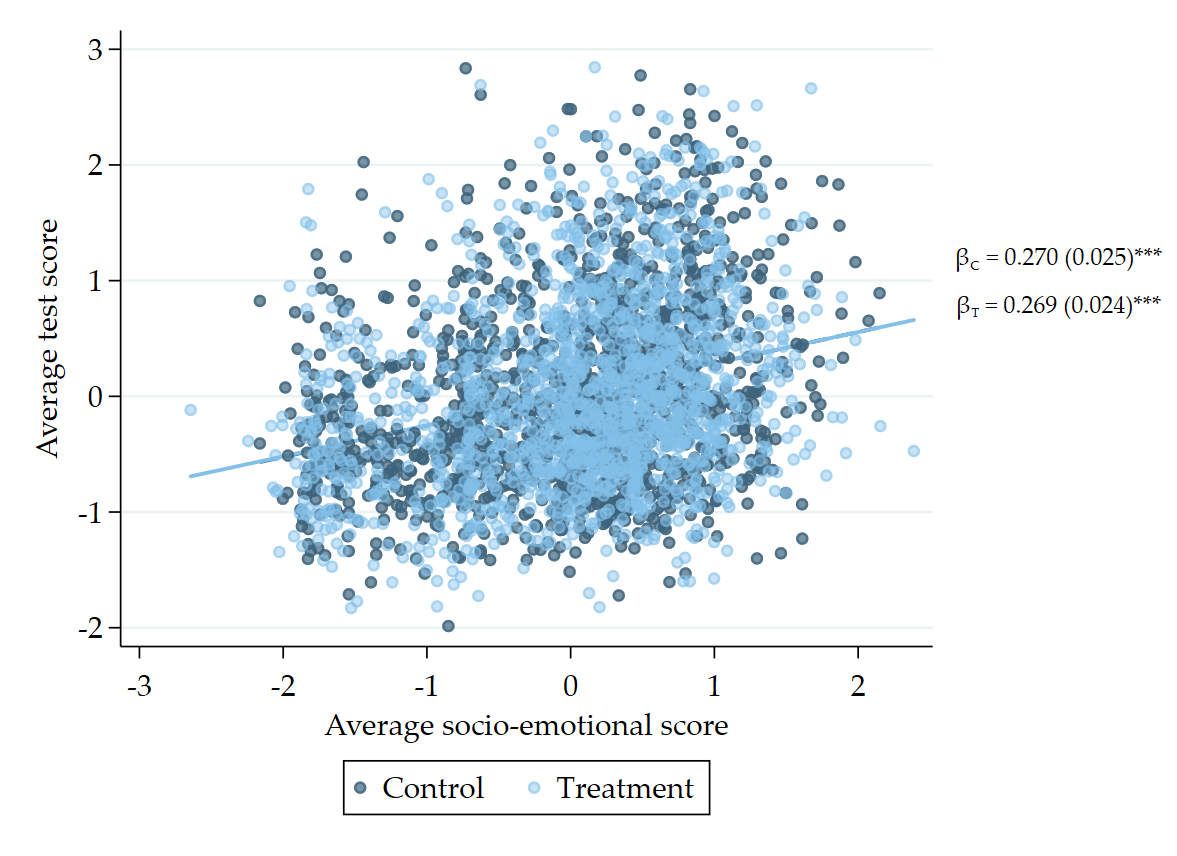 3
2
1
0
-1
-2
Average test score
-3 -2 -1 0 1 2
Average socio-emotional score
Control Treatment
βC = 0.270 (0.025)***
βT = 0.269 (0.024)***